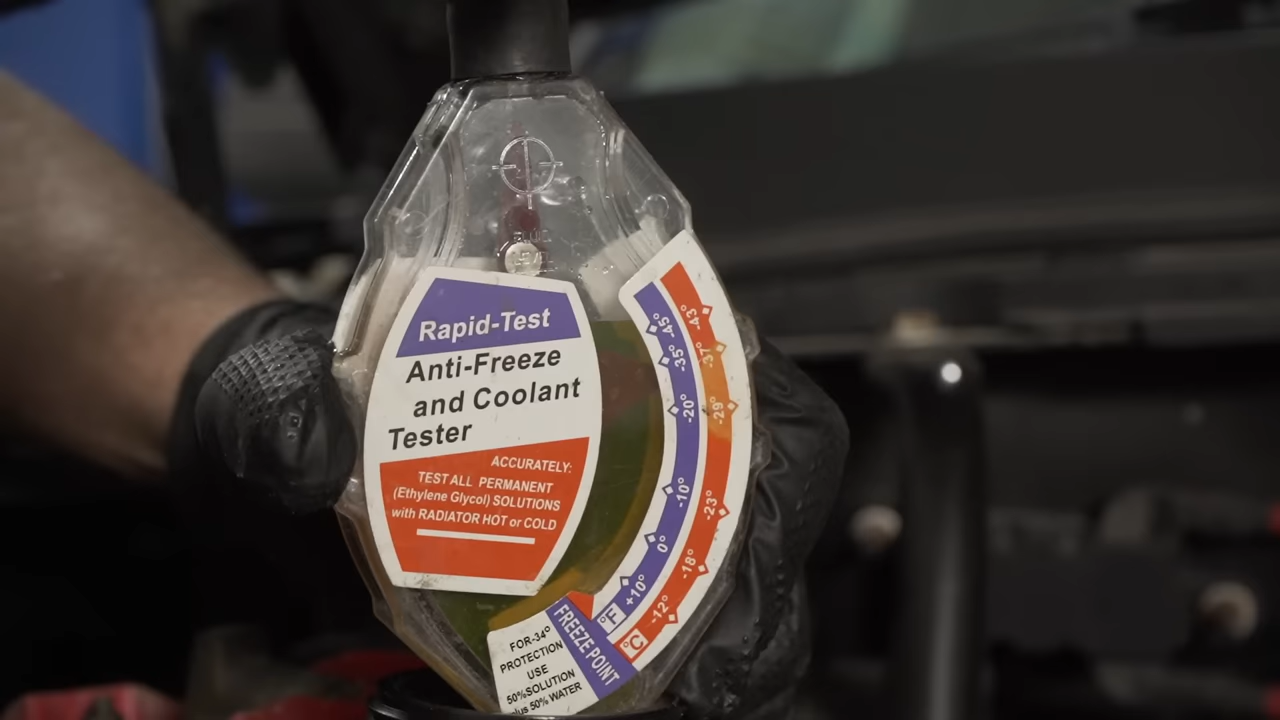 Rapid-Test
Anti-Freeze
and Coolant
Tester
ACCURATELY:
TEST ALL PERMANENT
(Ethylene Glycol) SOLUTIONS
with RADIATOR HOT or COLD
-45°
-35°
-20°
-10°
0°
+10°
°F
-43°
-37°
-29°
-23°
-18°
-12°
°C
FREEZE POINT
FOR-34°
PROTECTION
USE
50%SOLUTION
plus 50% WATER